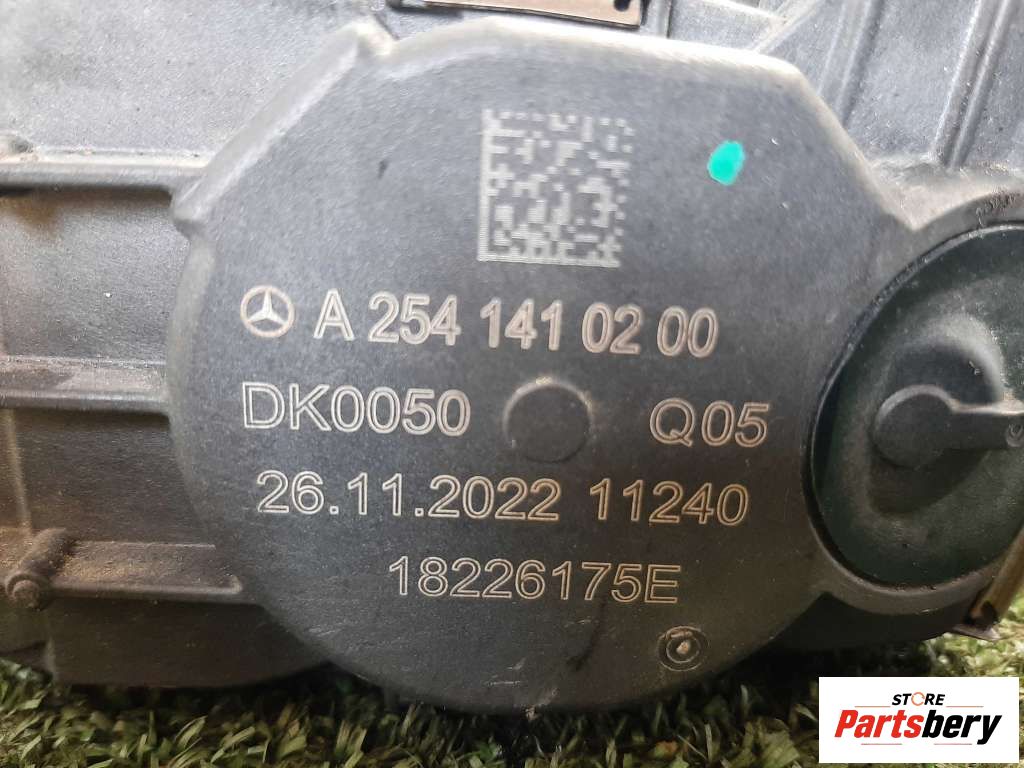 A 254 141 02 00
DK0050 Q05
26.11.2022 11240
18226175E
STORE
Partsbery